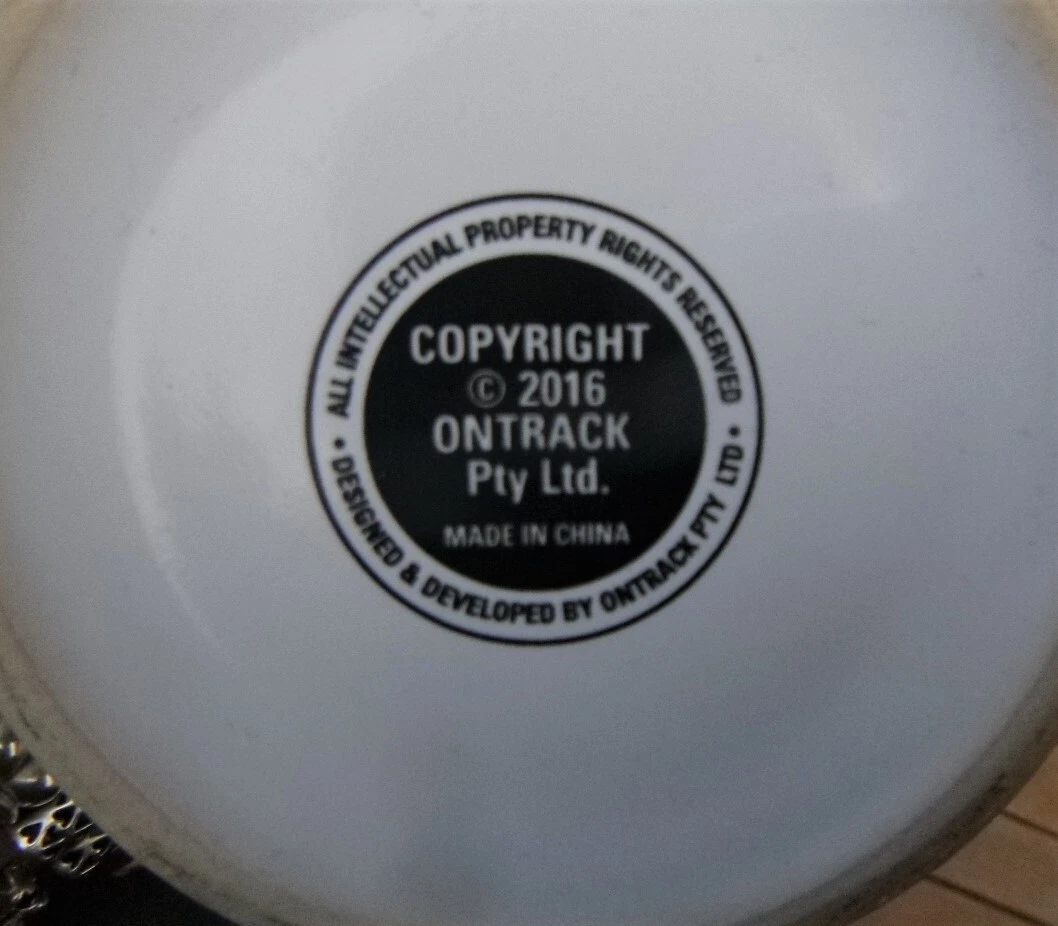 ALL INTELLECTUAL PROPERTY RIGHTS RESERVED
COPYRIGHT
© 2016
ONTRACK
Pty Ltd.
MADE IN CHINA
• DESIGNED & DEVELOPED BY ONTRACK PTY LTD •